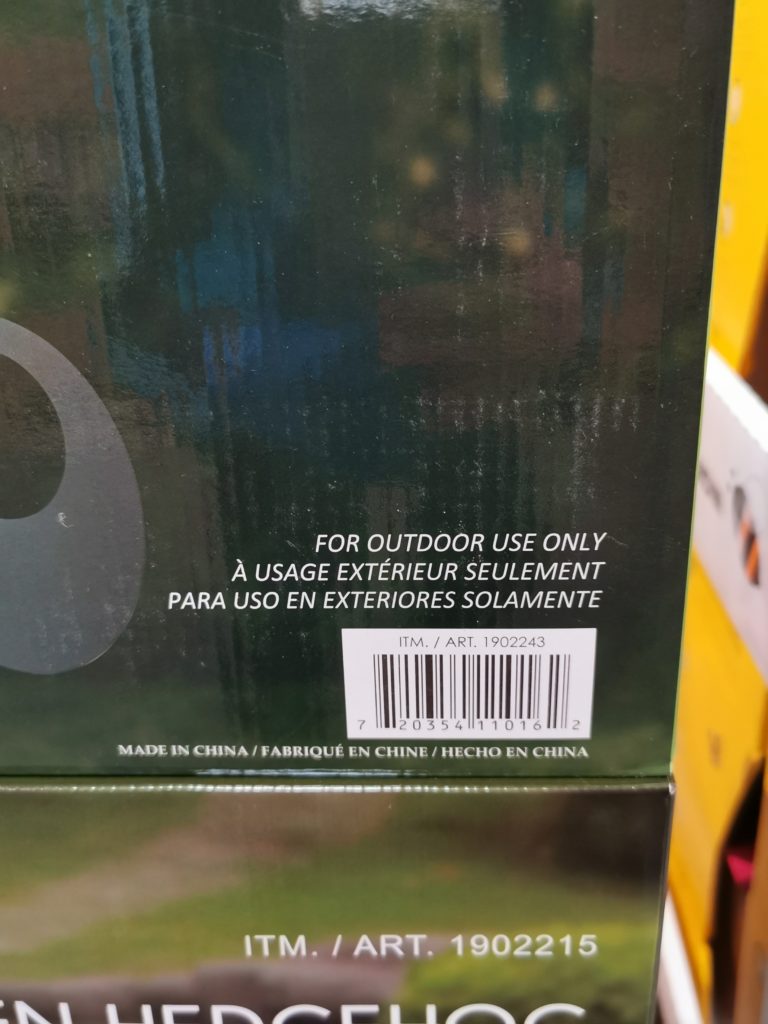 FOR OUTDOOR USE ONLY
À USAGE EXTÉRIEUR SEULEMENT
PARA USO EN EXTERIORES SOLAMENTE
ITM. / ART. 1902243
7 20354 11016 2
MADE IN CHINA / FABRIQUÉ EN CHINE / HECHO EN CHINA
ITM. / ART. 1902215
HEDGEHOG